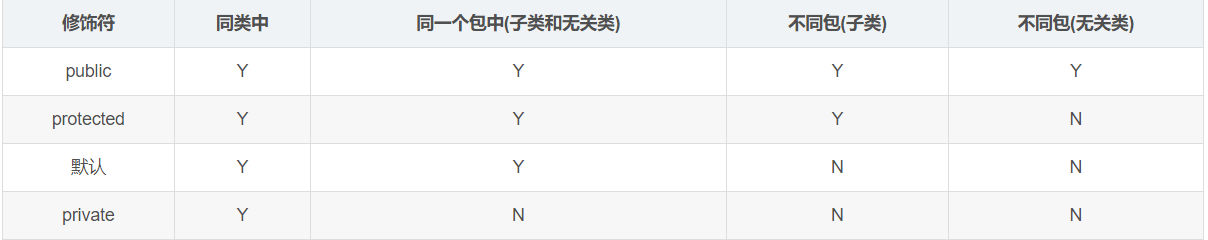 修饰符 同类中 同一个包中(子类和无关类) 不同包(子类) 不同包(无关类)
public Y Y Y Y
protected Y Y Y N
默认 Y Y N N
private Y N N N